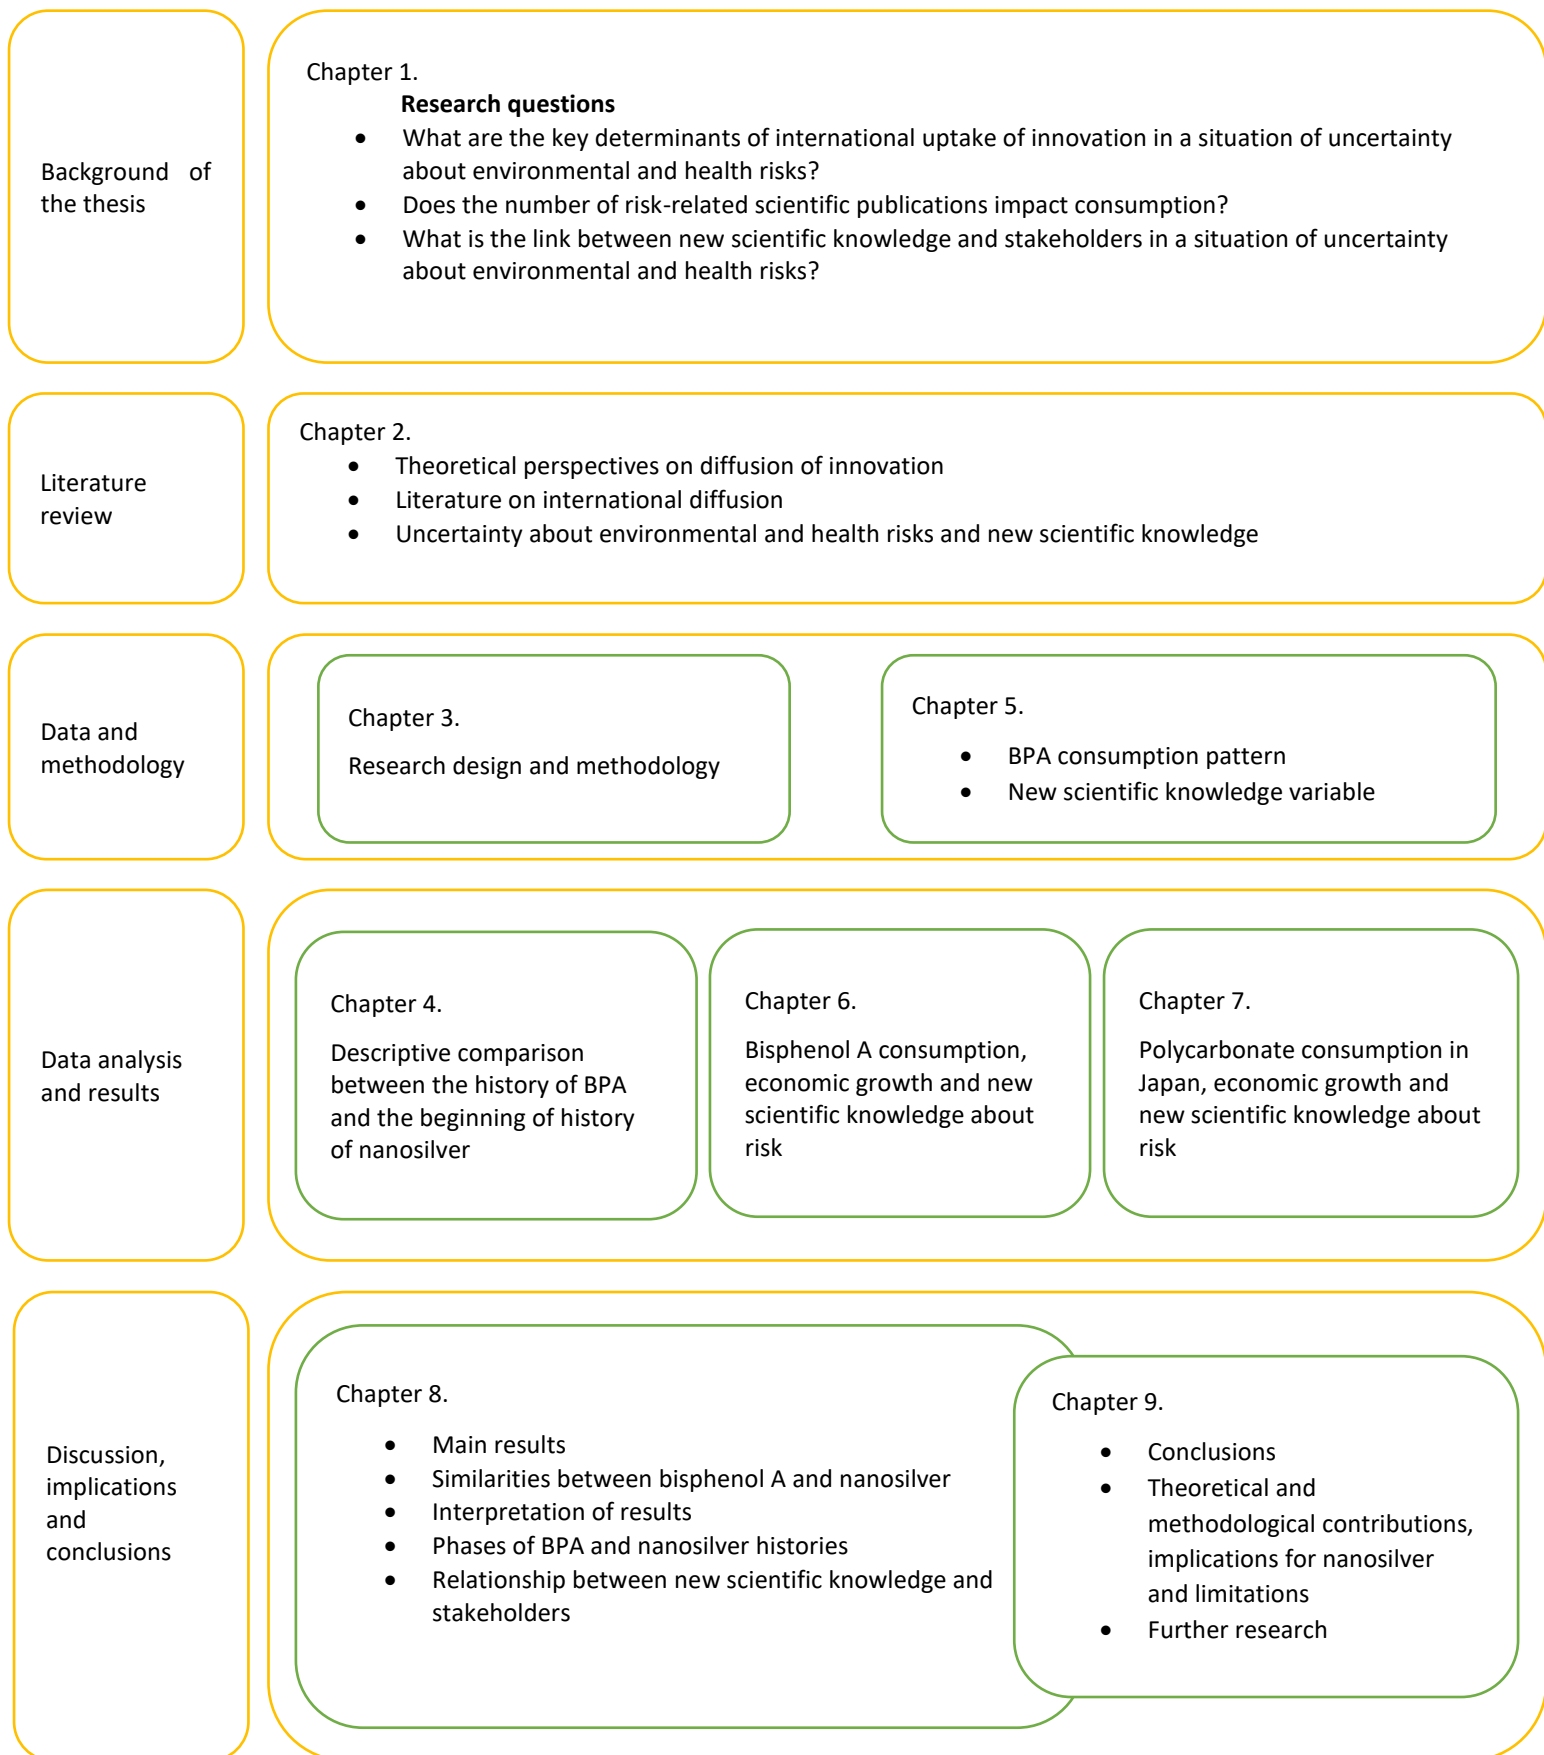 Background of
the thesis
Chapter 1.
Research questions
• What are the key determinants of international uptake of innovation in a situation of uncertainty
about environmental and health risks?
• Does the number of risk-related scientific publications impact consumption?
• What is the link between new scientific knowledge and stakeholders in a situation of uncertainty
about environmental and health risks?
Literature
review
Chapter 2.
• Theoretical perspectives on diffusion of innovation
• Literature on international diffusion
• Uncertainty about environmental and health risks and new scientific knowledge
Data and
methodology
Chapter 3.
Research design and methodology
Chapter 5.
• BPA consumption pattern
• New scientific knowledge variable
Data analysis
and results
Chapter 4.
Descriptive comparison
between the history of BPA
and the beginning of history
of nanosilver
Chapter 6.
Bisphenol A consumption,
economic growth and new
scientific knowledge about
risk
Chapter 7.
Polycarbonate consumption in
Japan, economic growth and
new scientific knowledge about
risk
Discussion,
implications
and
conclusions
Chapter 8.
• Main results
• Similarities between bisphenol A and nanosilver
• Interpretation of results
• Phases of BPA and nanosilver histories
• Relationship between new scientific knowledge and
stakeholders
Chapter 9.
• Conclusions
• Theoretical and
methodological contributions,
implications for nanosilver
and limitations
• Further research